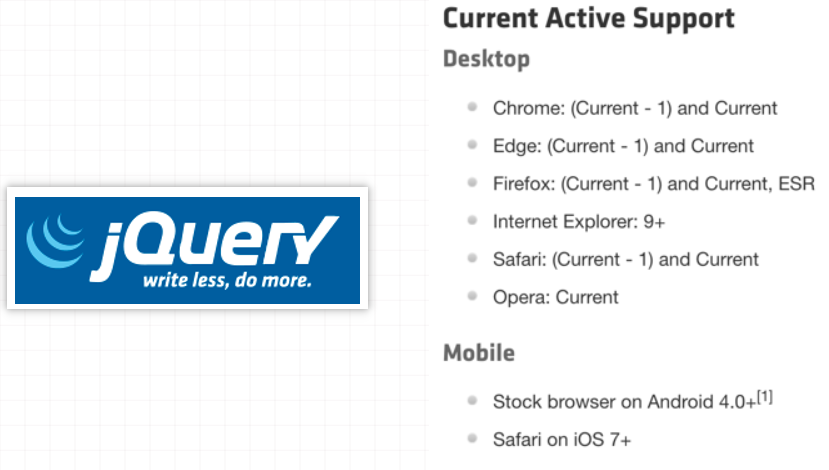 jQuery
write less, do more.
Current Active Support
Desktop
Chrome: (Current - 1) and Current
Edge: (Current - 1) and Current
Firefox: (Current - 1) and Current, ESR
Internet Explorer: 9+
Safari: (Current - 1) and Current
Opera: Current
Mobile
Stock browser on Android 4.0+[1]
Safari on iOS 7+